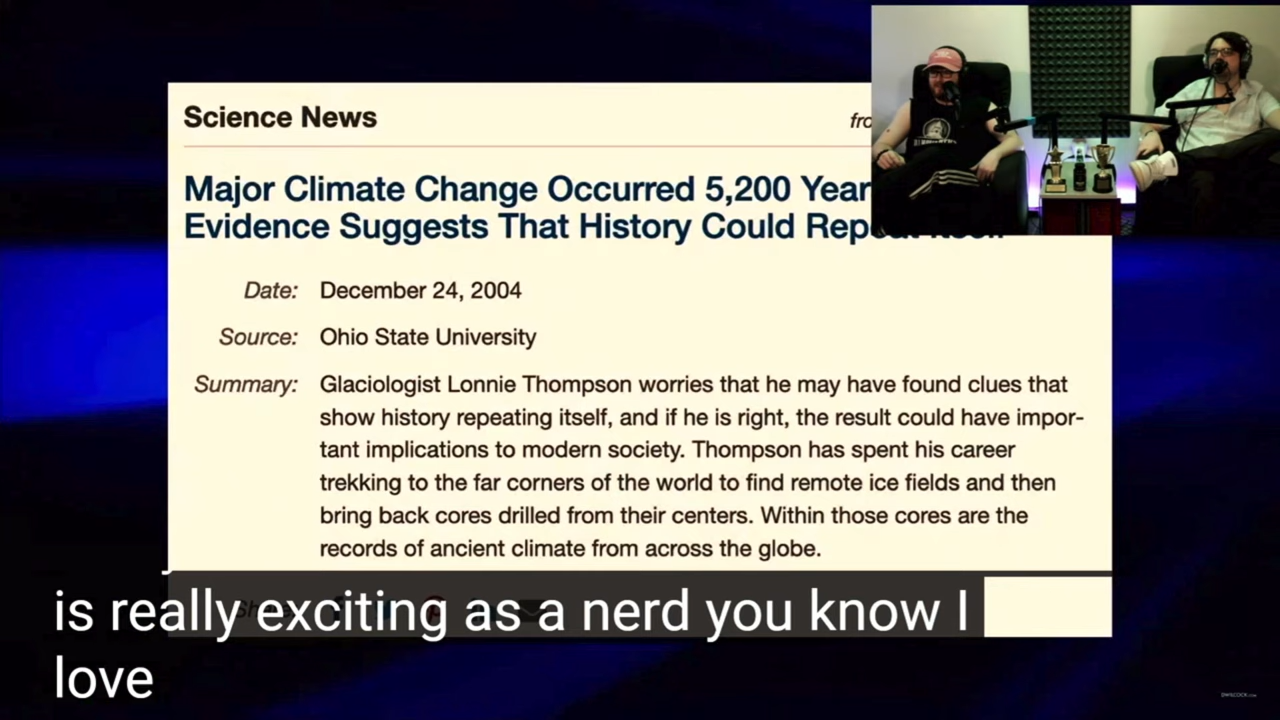 Science News
fro
Major Climate Change Occurred 5,200 Year
Evidence Suggests That History Could Repeat Itself
Date: December 24, 2004
Source: Ohio State University
Summary: Glaciologist Lonnie Thompson worries that he may have found clues that
show history repeating itself, and if he is right, the result could have impor-
tant implications to modern society. Thompson has spent his career
trekking to the far corners of the world to find remote ice fields and then
bring back cores drilled from their centers. Within those cores are the
records of ancient climate from across the globe.
is really exciting as a nerd you know I
love